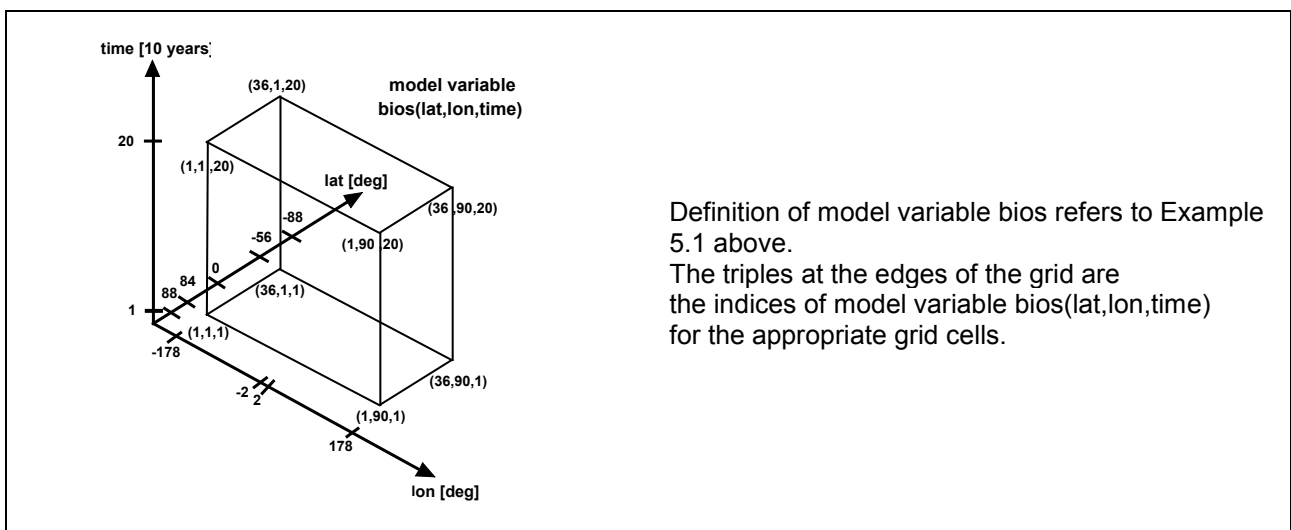 time [10 years]
(36,1,20)
model variable
bios(lat,lon,time)
20
(1,1,20)
lat [deg]
(36,90,20)
-88
(1,90,20)
-56
0
84
88
(36,1,1)
1
(1,1,1)
-178
(36,90,1)
-2
2
(1,90,1)
178
lon [deg]
Definition of model variable bios refers to Example
5.1 above.
The triples at the edges of the grid are
the indices of model variable bios(lat,lon,time)
for the appropriate grid cells.